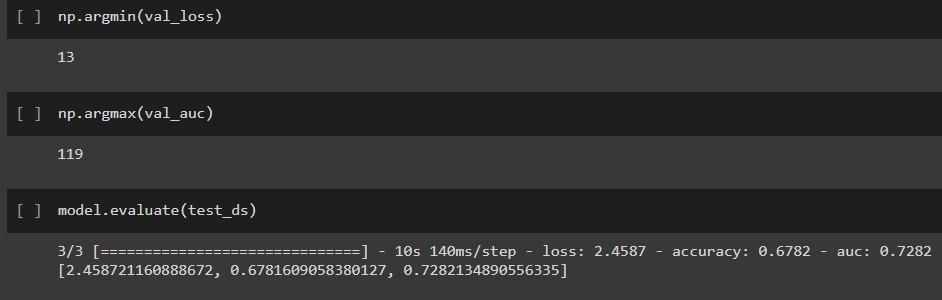 [ ] np.argmin(val_loss)
13
[ ] np.argmax(val_auc)
119
[ ] model.evaluate(test_ds)
3/3 [==============================] - 10s 140ms/step - loss: 2.4587 - accuracy: 0.6782 - auc: 0.7282
[2.458721160888672, 0.6781609058380127, 0.7282134890556335]